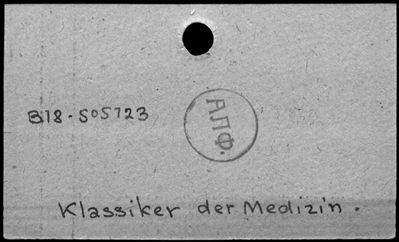 B18-505723
АПФ.
Klassiker der Medizin.